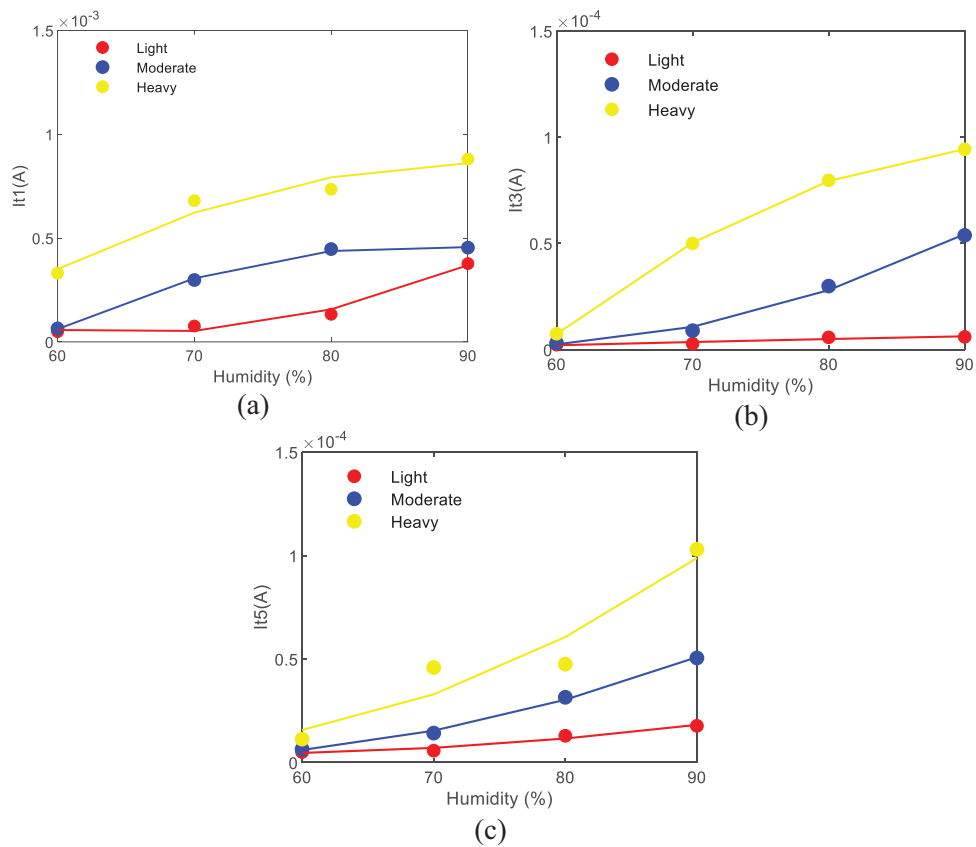 ×10⁻³
1.5
1
0.5
0
It1(A)
Light
Moderate
Heavy
60 70 80 90
Humidity (%)
(a)
×10⁻⁴
1.5
1
0.5
0
It3(A)
Light
Moderate
Heavy
60 70 80 90
Humidity (%)
(b)
×10⁻⁴
1.5
1
0.5
0
It5(A)
Light
Moderate
Heavy
60 70 80 90
Humidity (%)
(c)